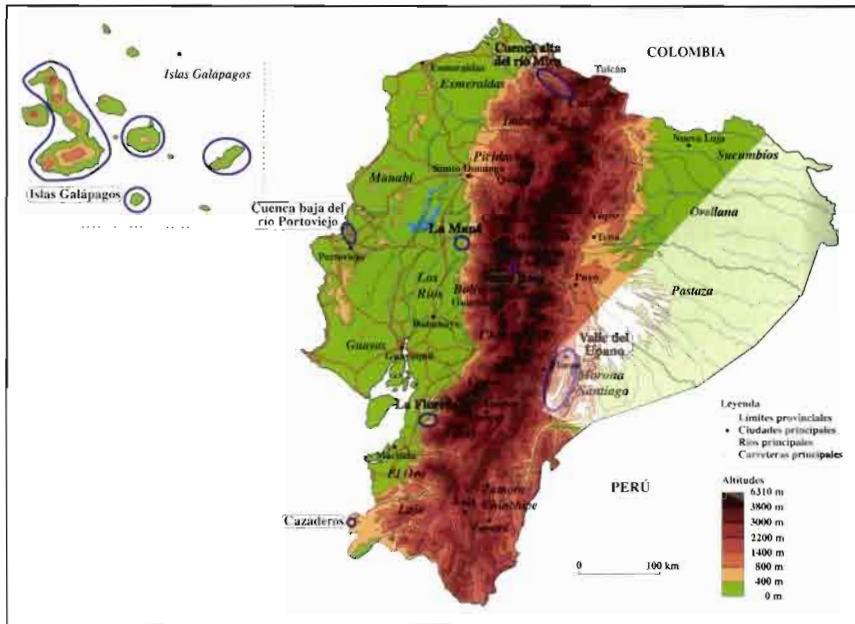 Islas Galápagos
Islas Galápagos
Cuenca alta
del río Mira
COLOMBIA
Esmeraldas
Esmeraldas
Tulcán
Imbabura
Nueva Loja
Sucumbíos
Pichincha
Santo Domingo
Manabí
Cuenca baja del
río Portoviejo
Portoviejo
La Maná
Napo
Tena
Orellana
Los
Ríos
Puyo
Pastaza
Babahoyo
Guayas
Guayaquil
Valle del
Upano
Morona
Santiago
Machala
El Oro
Loja
Zamora
Chinchipe
Cazaderos
PERÚ
0
100 km
Leyenda
Límites provinciales
Ciudades principales
Ríos principales
Carreteras principales
Altitudes
6310 m
3800 m
3000 m
2200 m
1400 m
800 m
400 m
0 m